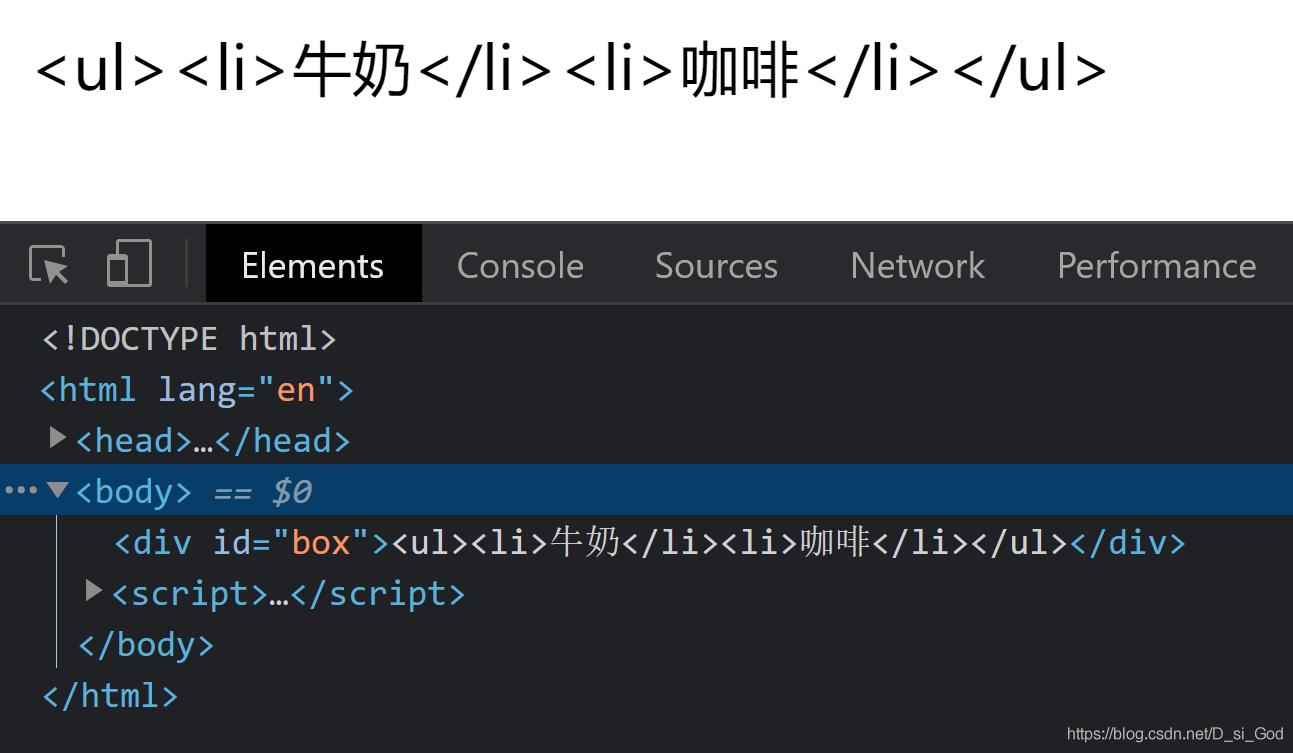 <ul><li>牛奶</li><li>咖啡</li></ul>
Elements Console Sources Network Performance
<!DOCTYPE html>
<html lang="en">
<head>…</head>
<body> == $0
<div id="box"><ul><li>牛奶</li><li>咖啡</li></ul></div>
<script>…</script>
</body>
</html>
https://blog.csdn.net/D_si_God